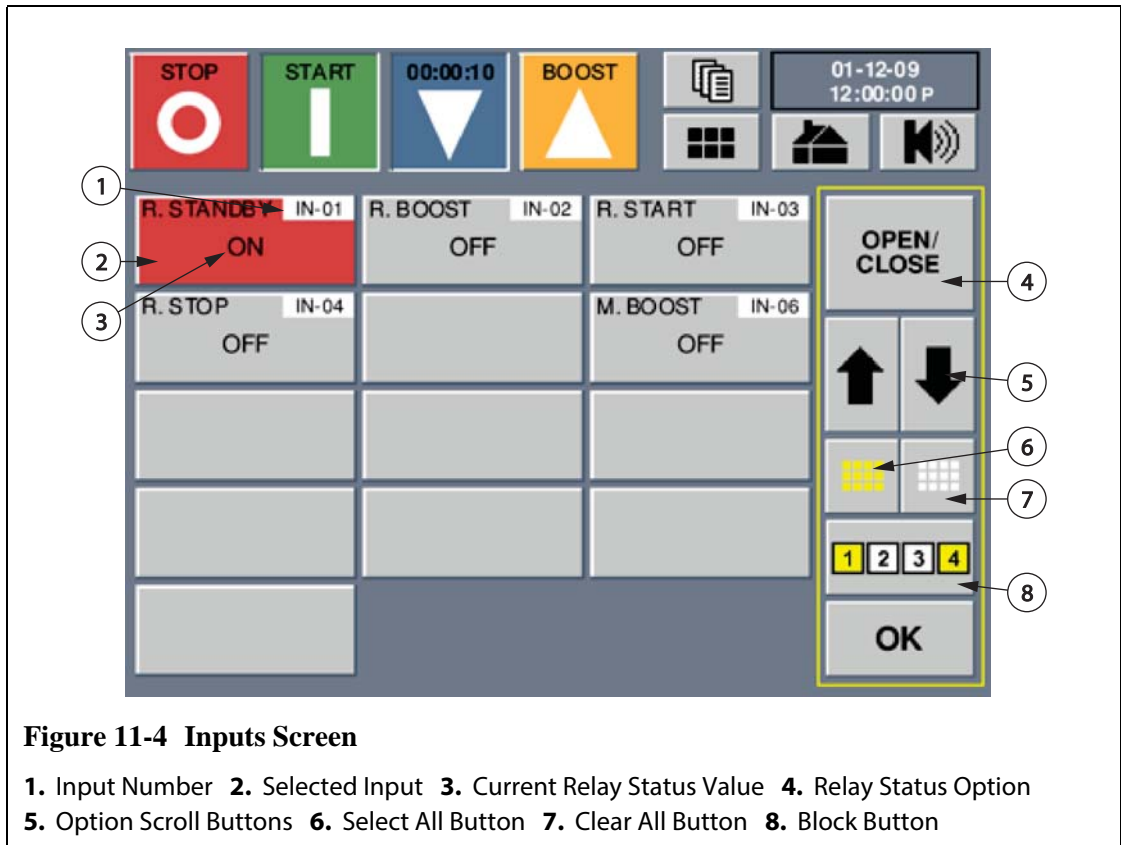 STOP START 00:00:10 BOOST 01-12-09
12:00:00 P
1
R. STANDBY IN-01 R. BOOST IN-02 R. START IN-03
ON OFF OFF OPEN/
CLOSE
2
4
3
R. STOP IN-04 M. BOOST IN-06
OFF OFF
5
6
7
1 2 3 4
8
OK
Figure 11-4 Inputs Screen
1. Input Number 2. Selected Input 3. Current Relay Status Value 4. Relay Status Option
5. Option Scroll Buttons 6. Select All Button 7. Clear All Button 8. Block Button